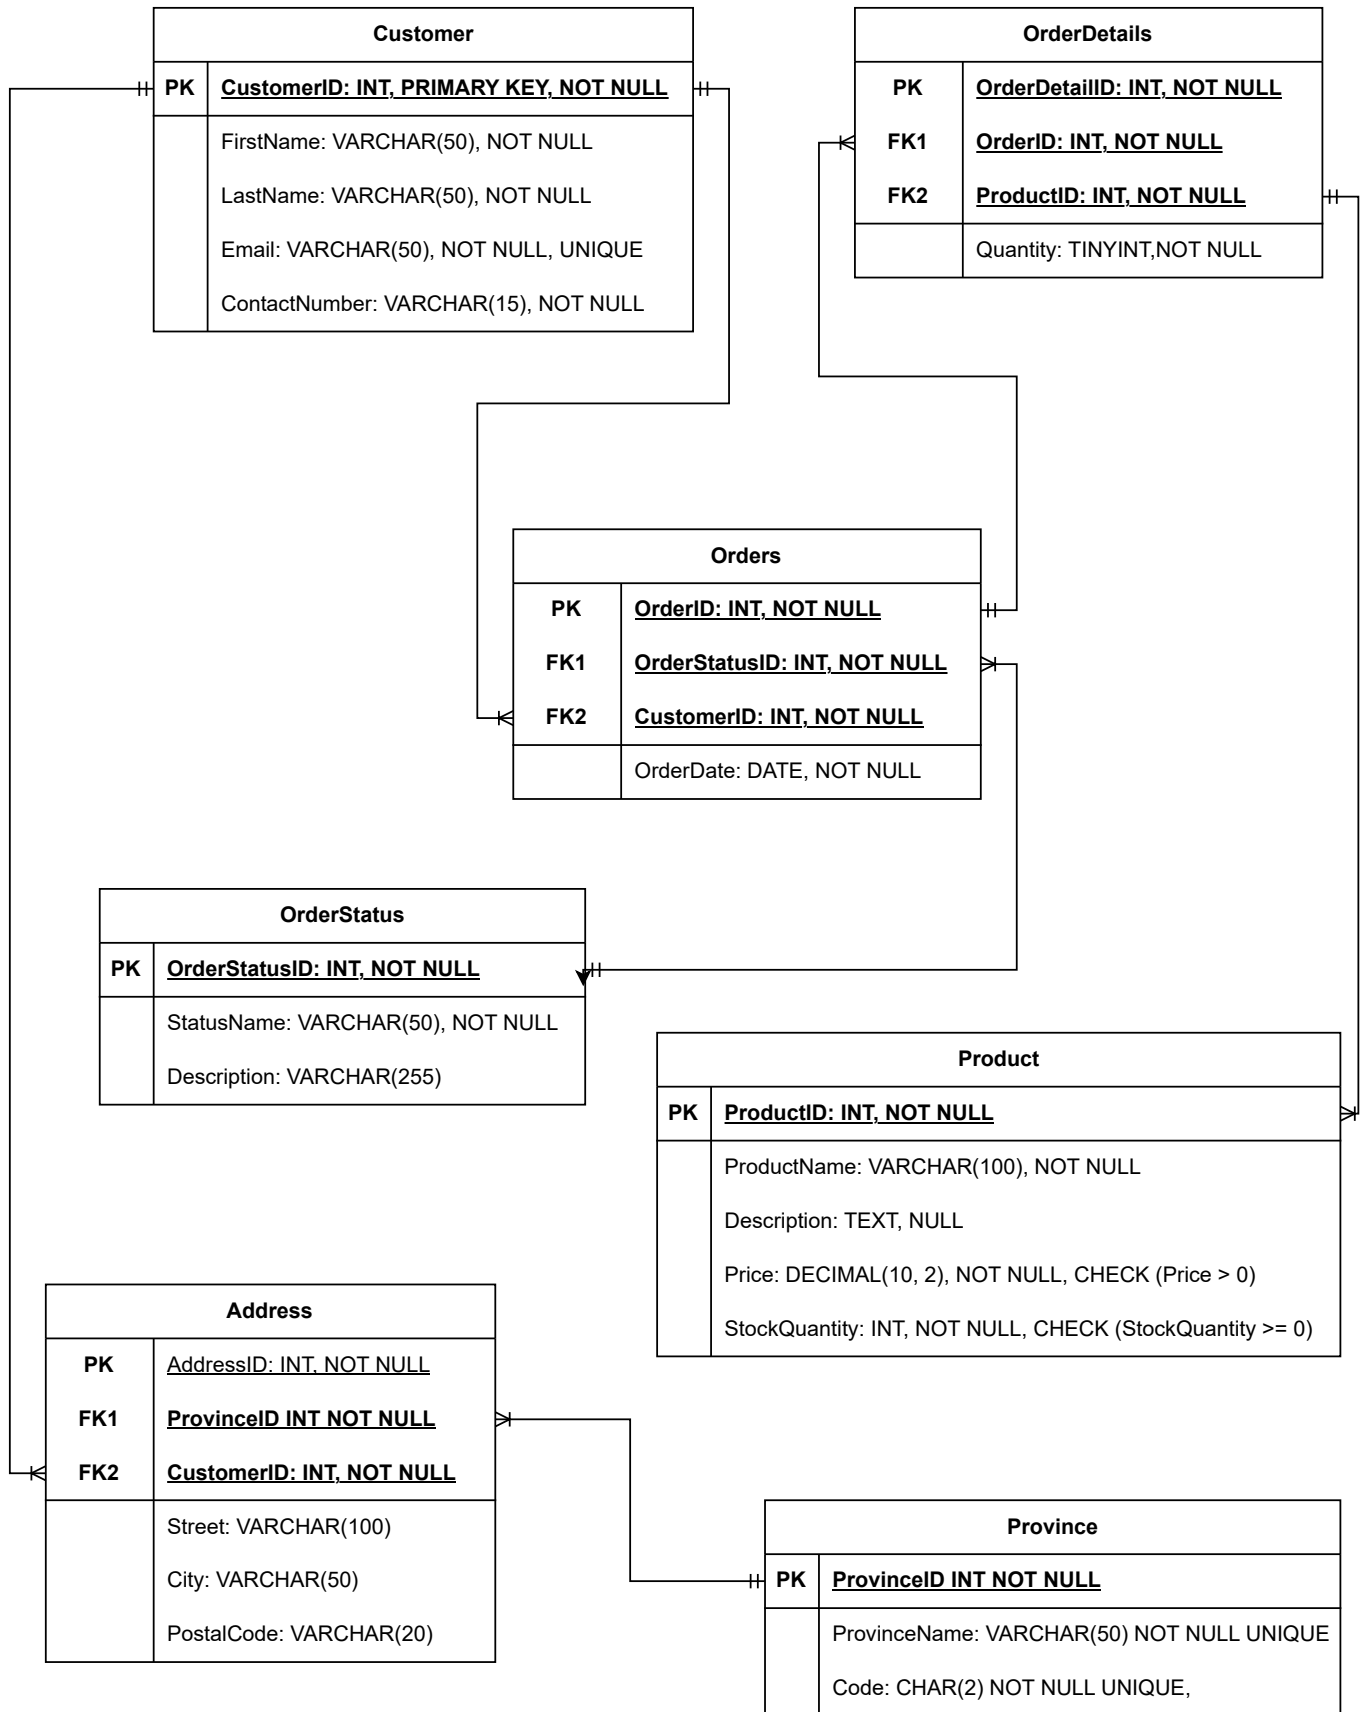 Customer
PK CustomerID: INT, PRIMARY KEY, NOT NULL
FirstName: VARCHAR(50), NOT NULL
LastName: VARCHAR(50), NOT NULL
Email: VARCHAR(50), NOT NULL, UNIQUE
ContactNumber: VARCHAR(15), NOT NULL
OrderDetails
PK OrderDetailID: INT, NOT NULL
FK1 OrderID: INT, NOT NULL
FK2 ProductID: INT, NOT NULL
Quantity: TINYINT,NOT NULL
Orders
PK OrderID: INT, NOT NULL
FK1 OrderStatusID: INT, NOT NULL
FK2 CustomerID: INT, NOT NULL
OrderDate: DATE, NOT NULL
OrderStatus
PK OrderStatusID: INT, NOT NULL
StatusName: VARCHAR(50), NOT NULL
Description: VARCHAR(255)
Product
PK ProductID: INT, NOT NULL
ProductName: VARCHAR(100), NOT NULL
Description: TEXT, NULL
Price: DECIMAL(10, 2), NOT NULL, CHECK (Price > 0)
StockQuantity: INT, NOT NULL, CHECK (StockQuantity >= 0)
Address
PK AddressID: INT, NOT NULL
FK1 ProvinceID INT NOT NULL
FK2 CustomerID: INT, NOT NULL
Street: VARCHAR(100)
City: VARCHAR(50)
PostalCode: VARCHAR(20)
Province
PK ProvinceID INT NOT NULL
ProvinceName: VARCHAR(50) NOT NULL UNIQUE
Code: CHAR(2) NOT NULL UNIQUE,